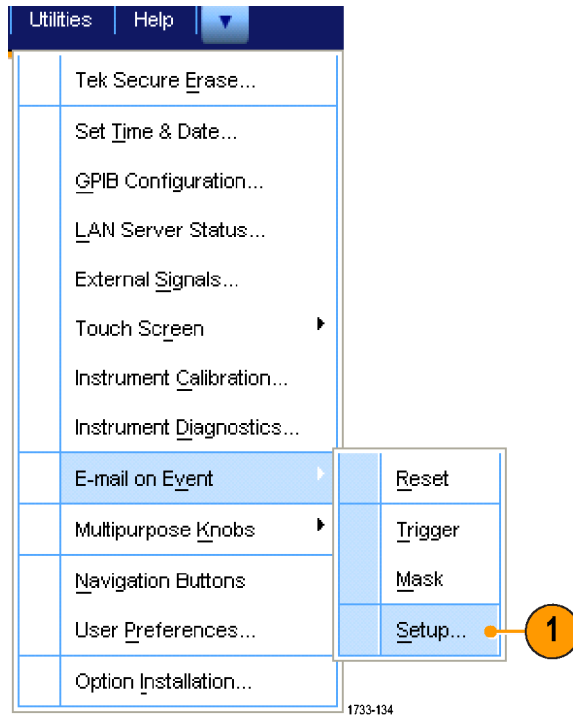 Utilities Help
Tek Secure Erase...
Set Time & Date...
GPIB Configuration...
LAN Server Status...
External Signals...
Touch Screen
Instrument Calibration...
Instrument Diagnostics...
E-mail on Event
Reset
Multipurpose Knobs
Trigger
Navigation Buttons
Mask
User Preferences...
Setup...
1
Option Installation...
1733-134